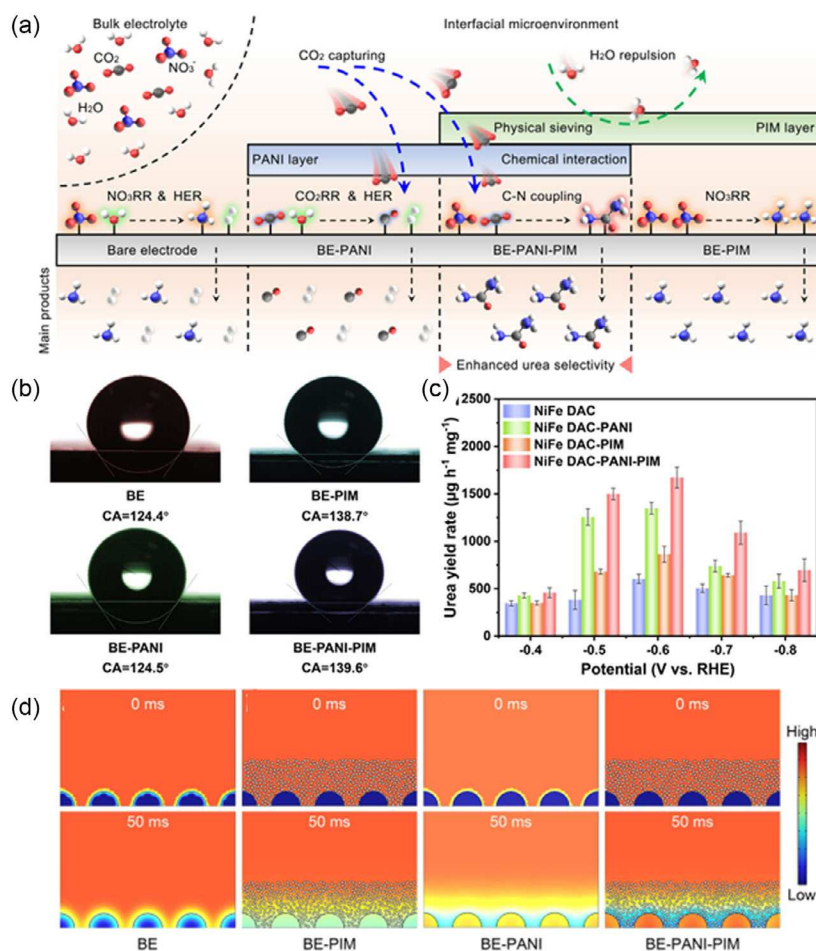 (a)
Bulk electrolyte
Interfacial microenvironment
CO₂
NO₃⁻
H₂O
CO₂ capturing
H₂O repulsion
Physical sieving
PIM layer
PANI layer
Chemical interaction
NO₃RR & HER
CO₂RR & HER
C-N coupling
NO₃RR
Bare electrode
BE-PANI
BE-PANI-PIM
BE-PIM
Main products
Enhanced urea selectivity
(b)
BE
CA=124.4°
BE-PIM
CA=138.7°
BE-PANI
CA=124.5°
BE-PANI-PIM
CA=139.6°
(c)
NiFe DAC
NiFe DAC-PANI
NiFe DAC-PIM
NiFe DAC-PANI-PIM
Urea yield rate (µg h⁻¹ mg⁻¹)
2500
2000
1500
1000
500
0
-0.4 -0.5 -0.6 -0.7 -0.8
Potential (V vs. RHE)
(d)
0 ms
0 ms
0 ms
0 ms
High
50 ms
50 ms
50 ms
50 ms
Low
BE
BE-PIM
BE-PANI
BE-PANI-PIM